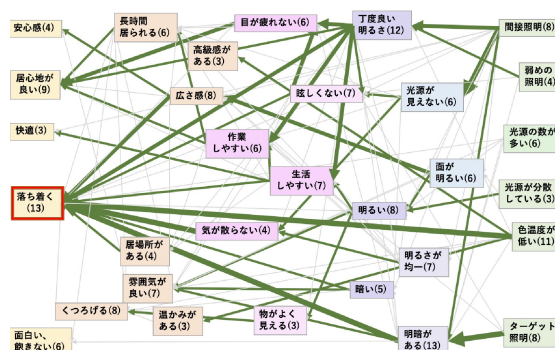 安心感(4)
長時間
居られる(6)
目が疲れない(6)
丁度良い
明るさ(12)
間接照明(8)
高級感が
ある(3)
居心地が
良い(9)
弱めの
照明(4)
広さ感(8)
眩しくない(7)
光源が
見えない(6)
快適(3)
作業
しやすい(6)
光源の数が
多い(6)
生活
しやすい(7)
面が
明るい(6)
落ち着く
(13)
光源が分散
している(3)
明るい(8)
気が散らない(4)
色温度が
低い(11)
居場所が
ある(4)
明るさが
均一(7)
雰囲気が
良い(7)
暗い(5)
くつろげる(8)
温かみが
ある(3)
物がよく
見える(3)
面白い、
飽きない(6)
明暗が
ある(13)
ターゲット
照明(8)